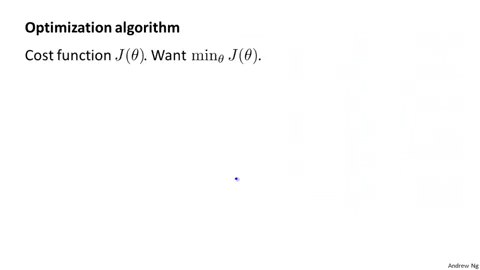 Optimization algorithm
Cost function J(θ). Want min_θ J(θ).
Andrew Ng